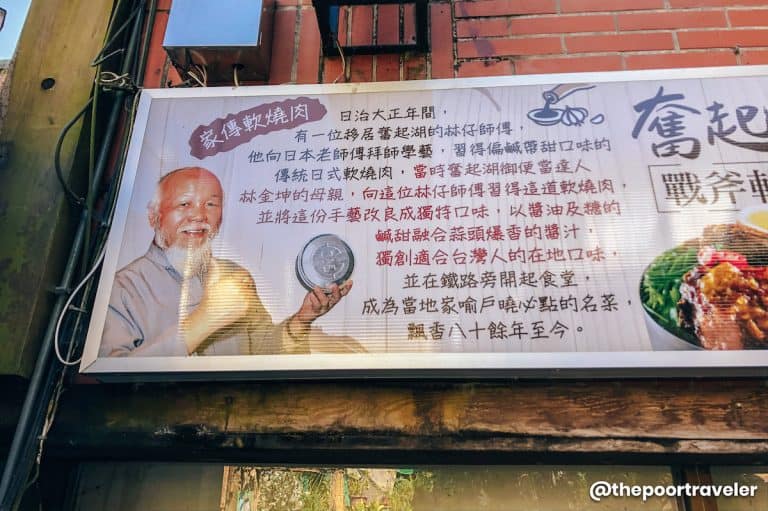 家傳軟燒肉
日治大正年間，
有一位移居奮起湖的林仔師傳，
他向日本老師傅拜師學藝，習得偏鹹帶甜口味的
傳統日式軟燒肉，當時奮起湖御便當達人
林金坤的母親，向這位林仔師傅習得這道軟燒肉，
並將這份手藝改良成獨特口味，以醬油及糖的
鹹甜融合蒜頭爆香的醬汁，
獨創適合台灣人的在地口味，
並在鐵路旁開起食堂，
成為當地家喻戶曉必點的名菜，
飄香八十餘年至今。
奮起
戰斧
@thepoortraveler